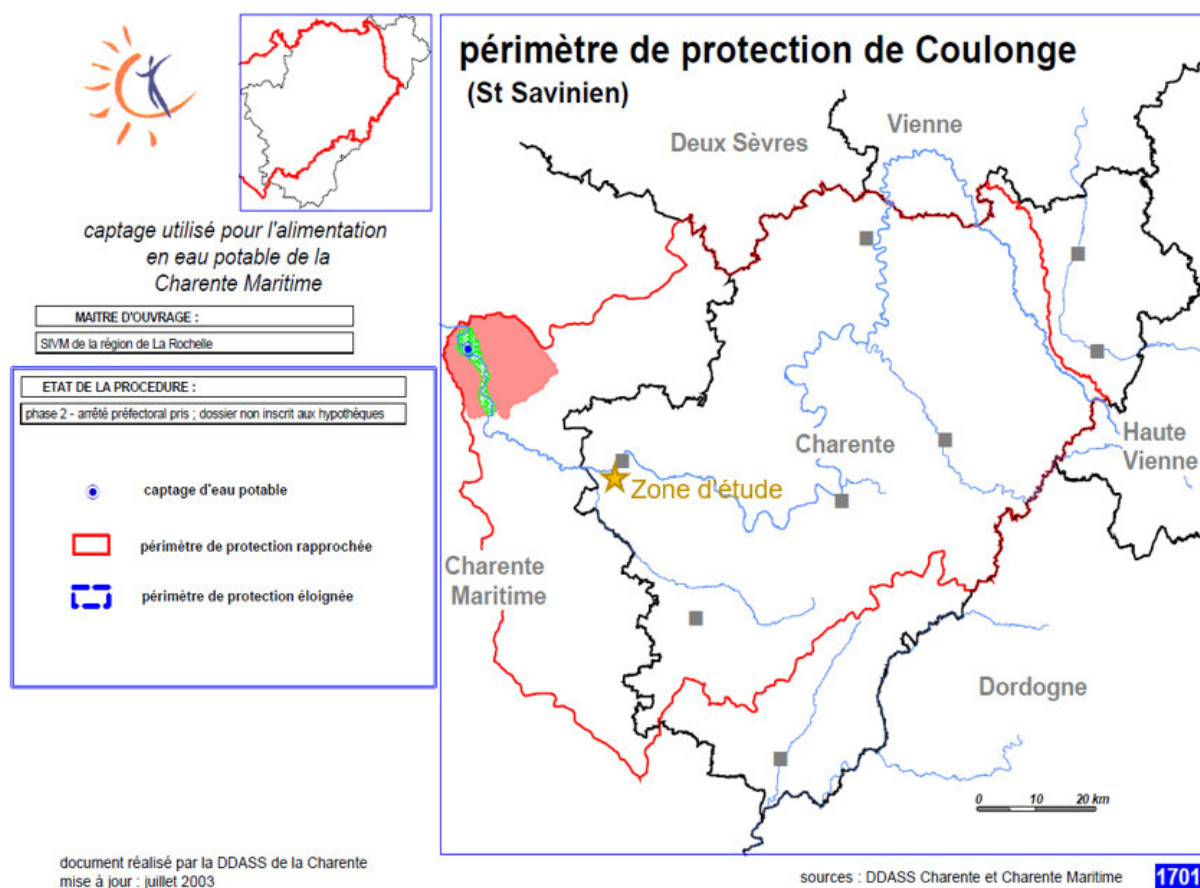 périmètre de protection de Coulonge
(St Savinien)
captage utilisé pour l'alimentation
en eau potable de la
Charente Maritime
MAITRE D'OUVRAGE :
SIVM de la région de La Rochelle
ETAT DE LA PROCEDURE :
phase 2 - arrêté préfectoral pris ; dossier non inscrit aux hypothèques
captage d'eau potable
périmètre de protection rapprochée
périmètre de protection éloignée
Deux Sèvres
Vienne
Charente
Haute
Vienne
Zone d'étude
Charente
Maritime
Dordogne
0 10 20 km
document réalisé par la DDASS de la Charente
mise à jour : juillet 2003
sources : DDASS Charente et Charente Maritime
1701